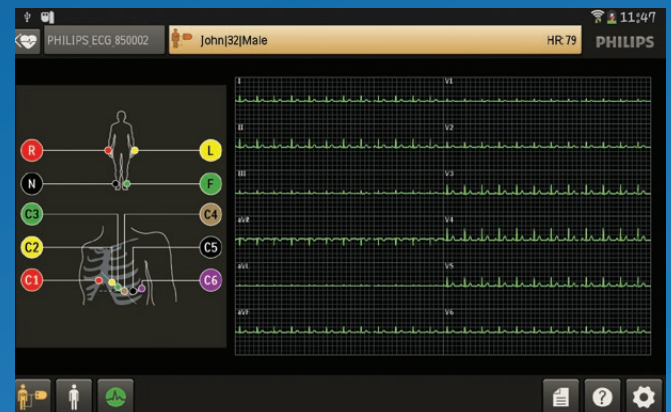 11:47
PHILIPS ECG 850002
John|32|Male
HR: 79
PHILIPS
R
L
N
F
C3
C4
C2
C5
C1
C6
I
V1
II
V2
III
V3
aVR
V4
aVL
V5
aVF
V6
?